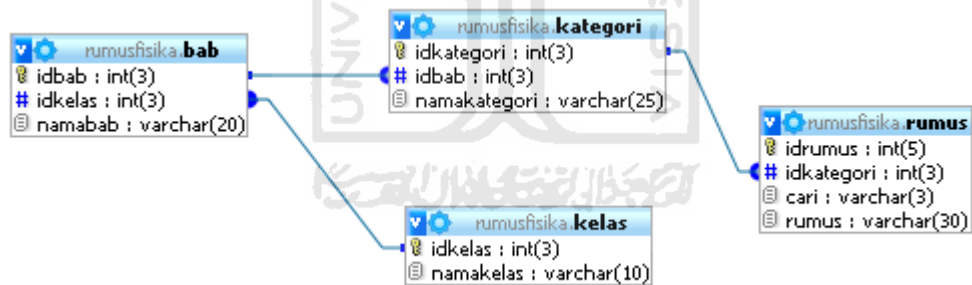 rumusfisika.bab
idbab : int(3)
# idkelas : int(3)
namabab : varchar(20)
rumusfisika.kategori
idkategori : int(3)
# idbab : int(3)
namakategori : varchar(25)
rumusfisika.kelas
idkelas : int(3)
namakelas : varchar(10)
rumusfisika.rumus
idrumus : int(5)
# idkategori : int(3)
cari : varchar(3)
rumus : varchar(30)
UNIV